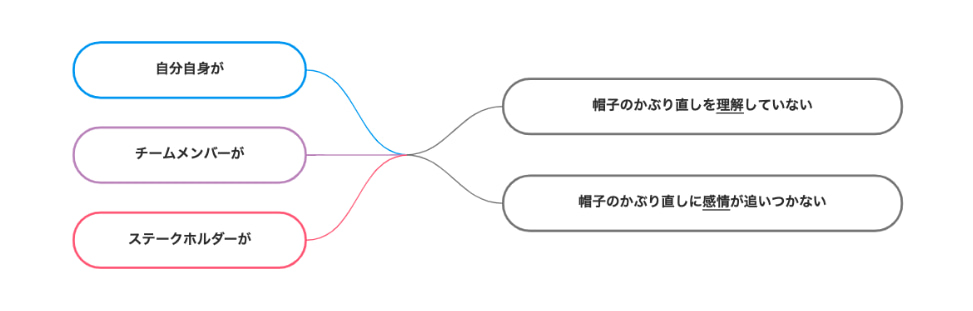 自分自身が
チームメンバーが
ステークホルダーが
帽子のかぶり直しを理解していない
帽子のかぶり直しに感情が追いつかない